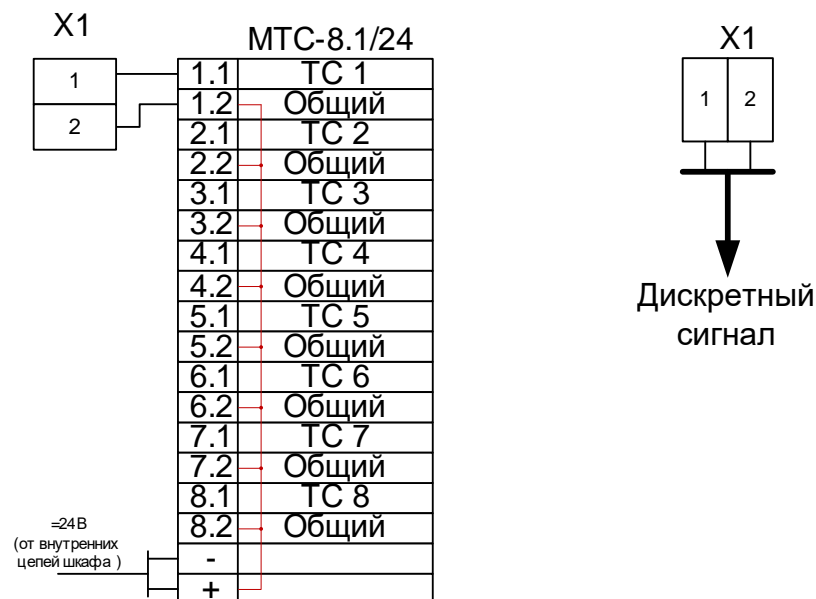 X1
1
2
МТС-8.1/24
1.1 ТС 1
1.2 Общий
2.1 ТС 2
2.2 Общий
3.1 ТС 3
3.2 Общий
4.1 ТС 4
4.2 Общий
5.1 ТС 5
5.2 Общий
6.1 ТС 6
6.2 Общий
7.1 ТС 7
7.2 Общий
8.1 ТС 8
8.2 Общий
-
+
=24В
(от внутренних
цепей шкафа )
X1
1 2
Дискретный
сигнал